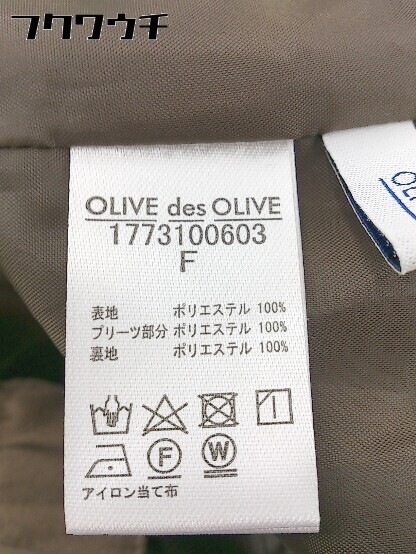 フクワウチ
OLIVE des OLIVE
1773100603
F
表地 ポリエステル 100%
プリーツ部分 ポリエステル 100%
裏地 ポリエステル 100%
F W
アイロン当て布